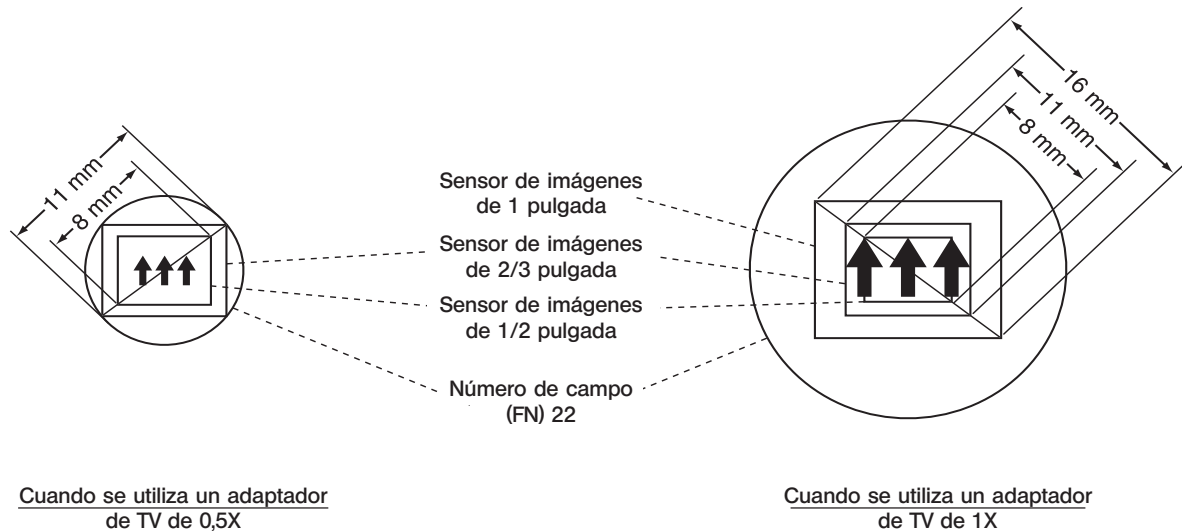 11 mm
8 mm
16 mm
11 mm
8 mm
Sensor de imágenes
de 1 pulgada
Sensor de imágenes
de 2/3 pulgada
Sensor de imágenes
de 1/2 pulgada
Número de campo
(FN) 22
Cuando se utiliza un adaptador
de TV de 0,5X
Cuando se utiliza un adaptador
de TV de 1X